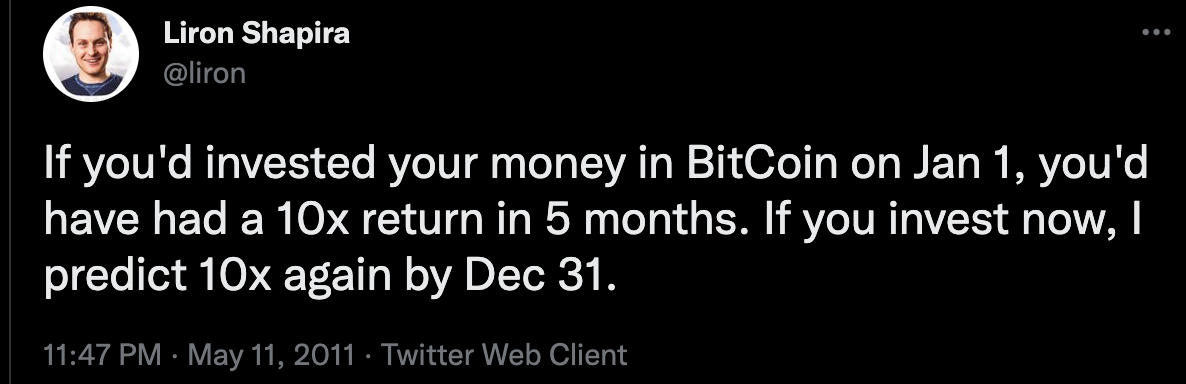 Liron Shapira
@liron
If you'd invested your money in BitCoin on Jan 1, you'd
have had a 10x return in 5 months. If you invest now, I
predict 10x again by Dec 31.
11:47 PM · May 11, 2011 · Twitter Web Client